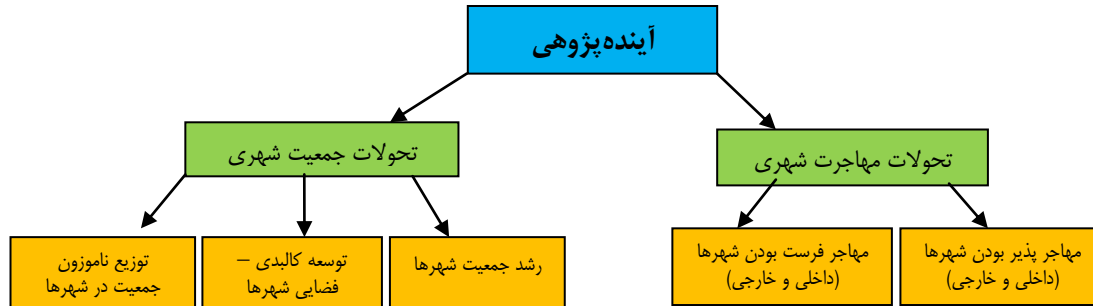 آینده‌پژوهی
تحولات مهاجرت شهری
تحولات جمعیت شهری
مهاجر پذیر بودن شهرها
(داخلی و خارجی)
مهاجر فرست بودن شهرها
(داخلی و خارجی)
رشد جمعیت شهرها
توسعه کالبدی –
فضایی شهرها
توزیع ناموزون
جمعیت در شهرها